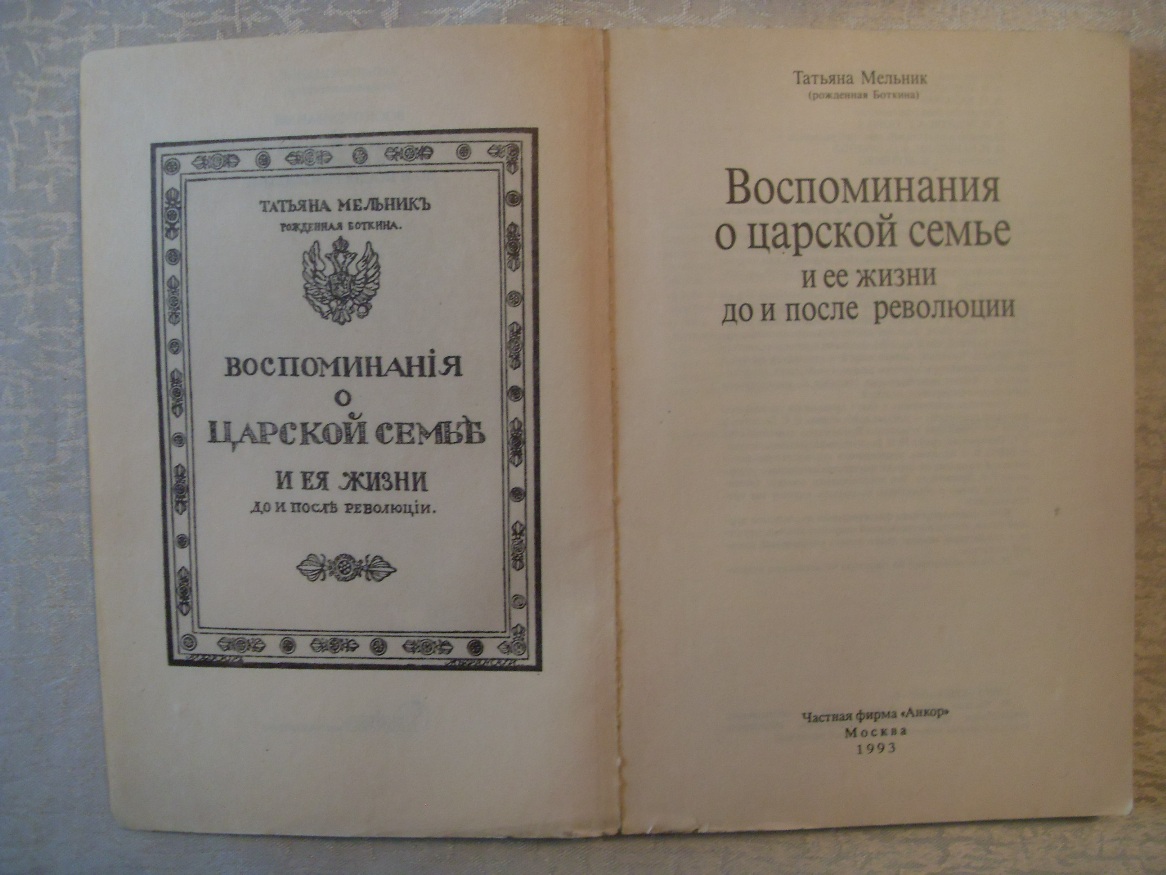 ТАТЬЯНА МЕЛЬНИКЪ
РОЖДЕННАЯ БОТКИНА.
ВОСПОМИНАНІЯ
О
ЦАРСКОЙ СЕМЬѢ
И ЕЯ ЖИЗНИ
ДО И ПОСЛѢ РЕВОЛЮЦІИ.
Татьяна Мельник
(рожденная Боткина)
Воспоминания
о царской семье
и ее жизни
до и после революции
Частная фирма «Анкор»
Москва
1993